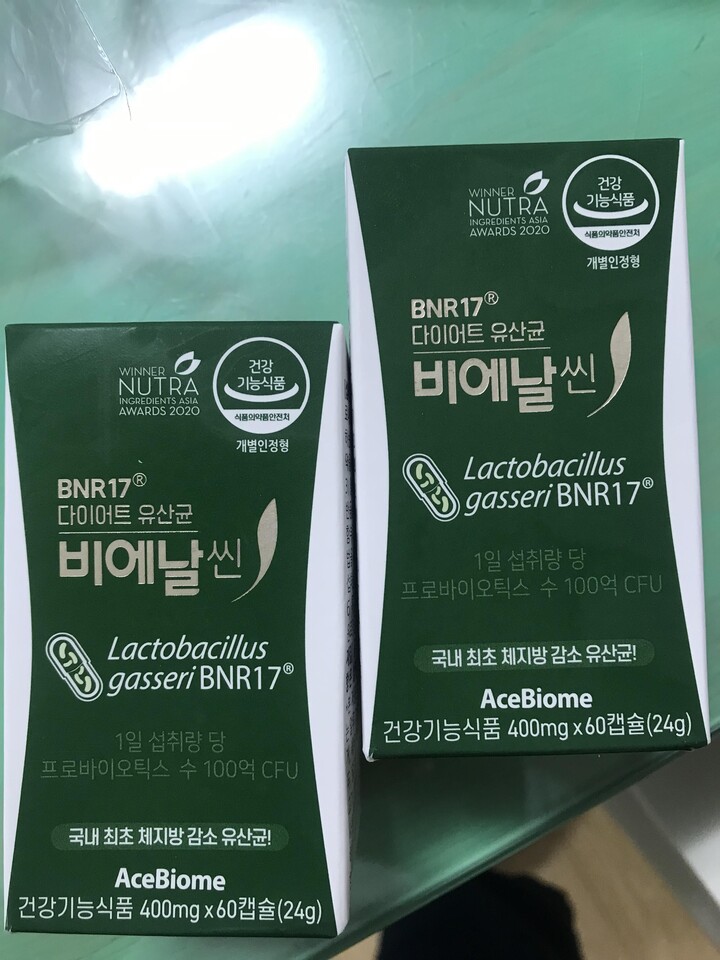 WINNER
NUTRA
INGREDIENTS ASIA
AWARDS 2020
건강
기능식품
식품의약품안전처
개별인정형
BNR17®
다이어트 유산균
비에날씬
Lactobacillus
gasseri BNR17®
1일 섭취량 당
프로바이오틱스 수 100억 CFU
국내 최초 체지방 감소 유산균!
AceBiome
건강기능식품 400mg x 60캡슐(24g)
WINNER
NUTRA
INGREDIENTS ASIA
AWARDS 2020
건강
기능식품
식품의약품안전처
개별인정형
BNR17®
다이어트 유산균
비에날씬
Lactobacillus
gasseri BNR17®
1일 섭취량 당
프로바이오틱스 수 100억 CFU
국내 최초 체지방 감소 유산균!
AceBiome
건강기능식품 400mg x 60캡슐(24g)